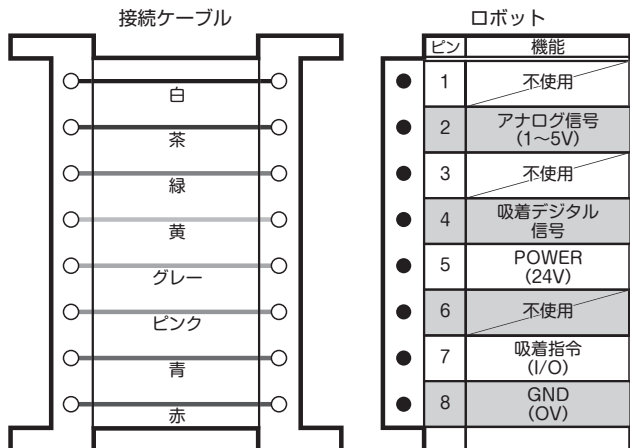 接続ケーブル
ロボット
白
茶
緑
黄
グレー
ピンク
青
赤
ピン 機能
1 不使用
2 アナログ信号
(1～5V)
3 不使用
4 吸着デジタル
信号
5 POWER
(24V)
6 不使用
7 吸着指令
(I/O)
8 GND
(OV)